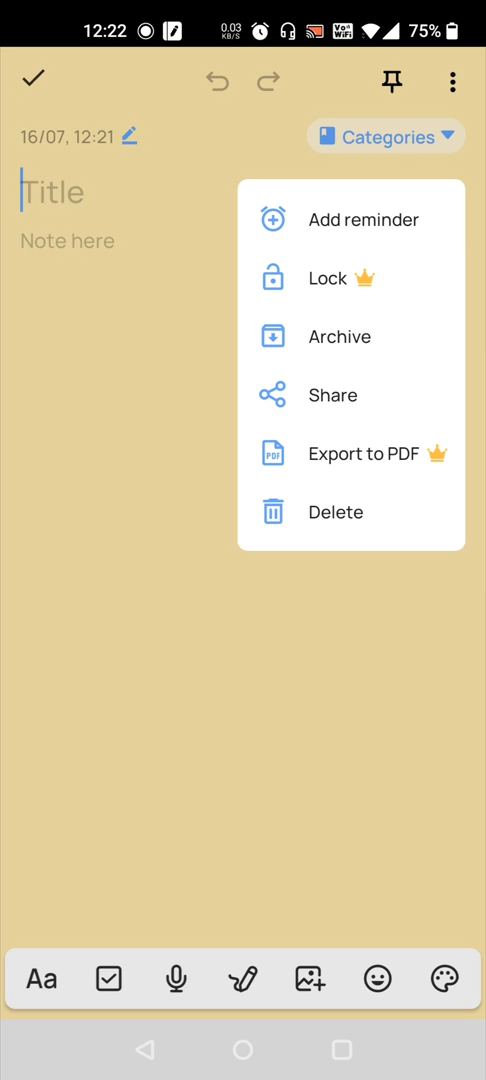 12:22 0.03 KB/S Vo WiFi 75%
16/07, 12:21 Categories
Title
Note here
Add reminder
Lock
Archive
Share
PDF Export to PDF
Delete
Aa